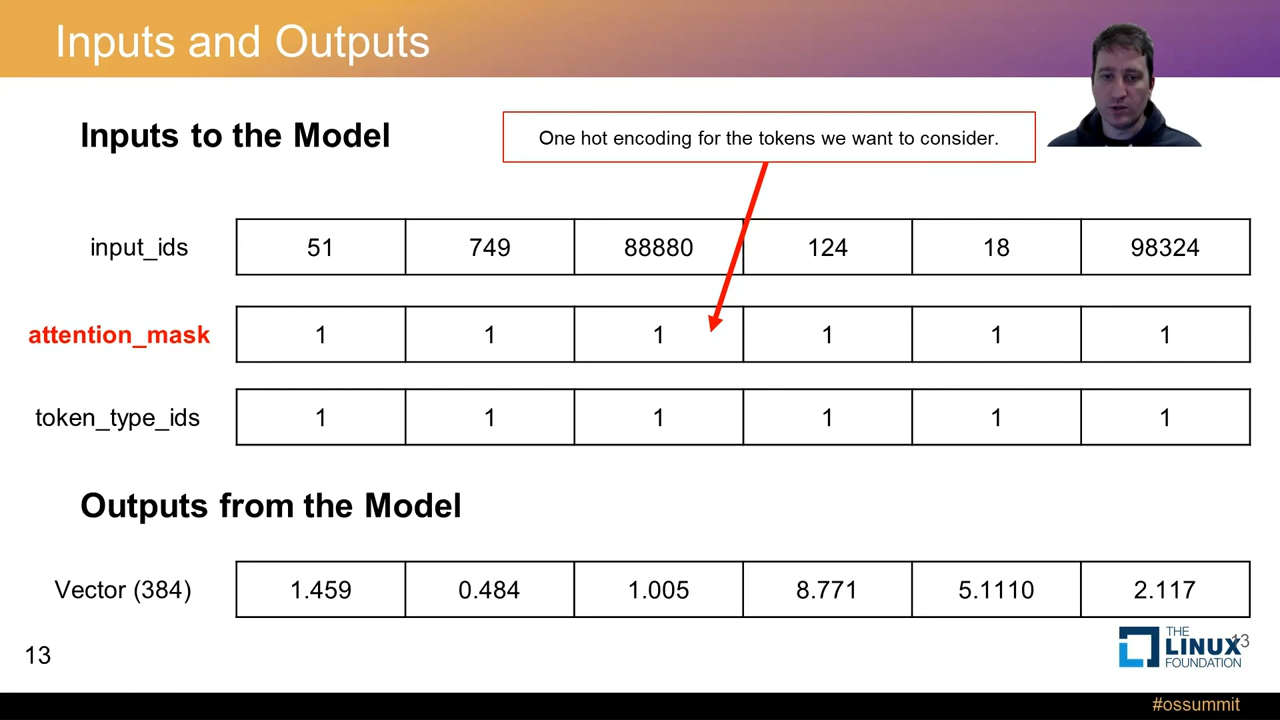 Inputs and Outputs
Inputs to the Model
One hot encoding for the tokens we want to consider.
input_ids 51 749 88880 124 18 98324
attention_mask 1 1 1 1 1 1
token_type_ids 1 1 1 1 1 1
Outputs from the Model
Vector (384) 1.459 0.484 1.005 8.771 5.1110 2.117
13
THE
LINUX
FOUNDATION
13
#ossummit